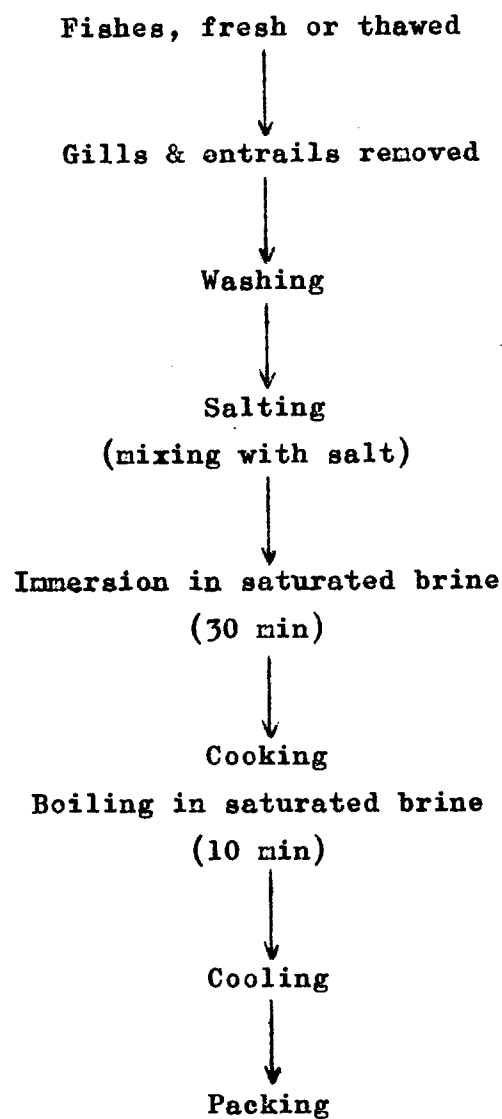 Fishes, fresh or thawed
Gills & entrails removed
Washing
Salting
(mixing with salt)
Immersion in saturated brine
(30 min)
Cooking
Boiling in saturated brine
(10 min)
Cooling
Packing